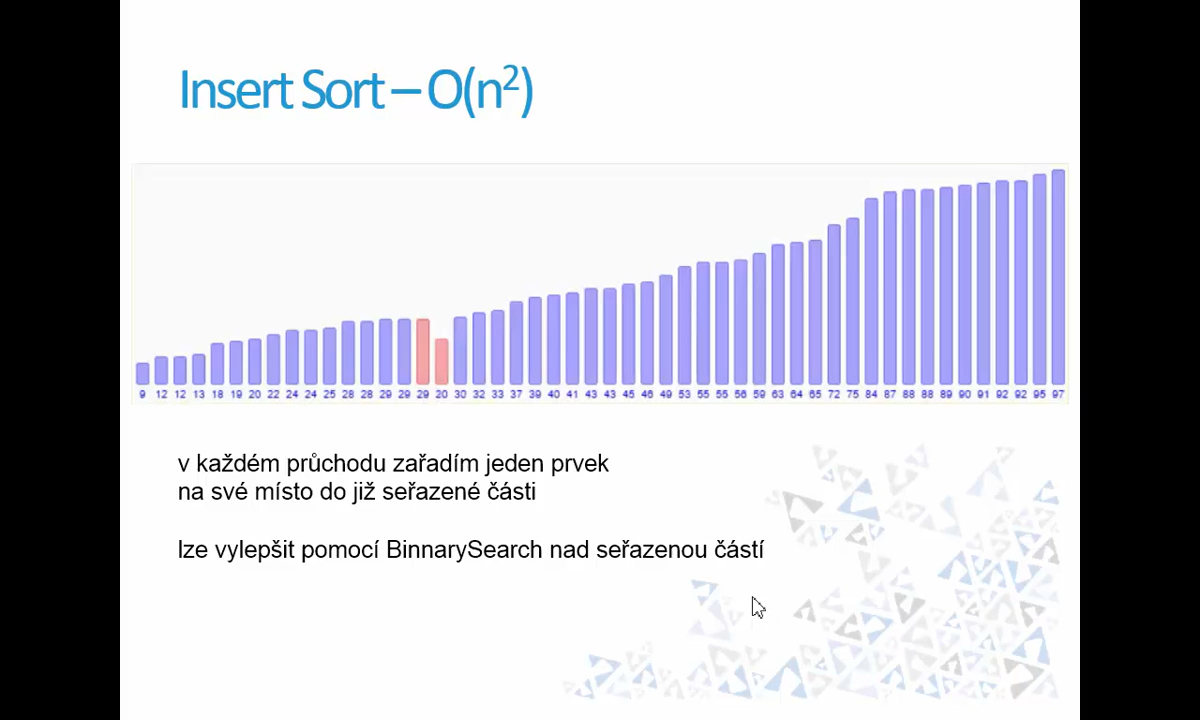 Insert Sort – O(n²)
9 12 12 13 18 19 20 22 24 24 25 28 28 29 29 29 20 30 32 33 37 39 40 41 43 43 45 46 49 53 55 55 56 59 63 64 65 72 75 84 87 88 88 89 90 91 92 92 95 97
v každém průchodu zařadím jeden prvek
na své místo do již seřazené části
lze vylepšit pomocí BinnarySearch nad seřazenou částí